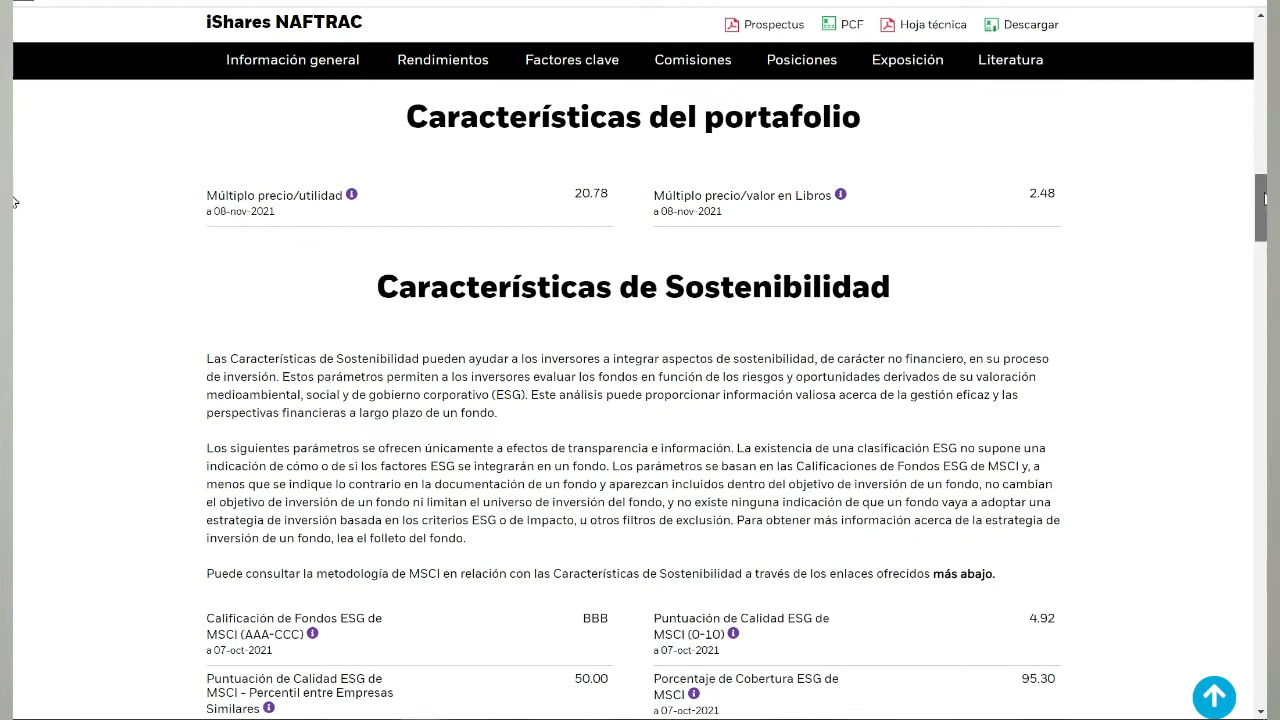 iShares NAFTRAC
Prospectus PCF Hoja técnica Descargar
Información general Rendimientos Factores clave Comisiones Posiciones Exposición Literatura
Características del portafolio
Múltiplo precio/utilidad 20.78
a 08-nov-2021
Múltiplo precio/valor en Libros 2.48
a 08-nov-2021
Características de Sostenibilidad
Las Características de Sostenibilidad pueden ayudar a los inversores a integrar aspectos de sostenibilidad, de carácter no financiero, en su proceso
de inversión. Estos parámetros permiten a los inversores evaluar los fondos en función de los riesgos y oportunidades derivados de su valoración
medioambiental, social y de gobierno corporativo (ESG). Este análisis puede proporcionar información valiosa acerca de la gestión eficaz y las
perspectivas financieras a largo plazo de un fondo.
Los siguientes parámetros se ofrecen únicamente a efectos de transparencia e información. La existencia de una clasificación ESG no supone una
indicación de cómo o de si los factores ESG se integrarán en un fondo. Los parámetros se basan en las Calificaciones de Fondos ESG de MSCI y, a
menos que se indique lo contrario en la documentación de un fondo y aparezcan incluidos dentro del objetivo de inversión de un fondo, no cambian
el objetivo de inversión de un fondo ni limitan el universo de inversión del fondo, y no existe ninguna indicación de que un fondo vaya a adoptar una
estrategia de inversión basada en los criterios ESG o de Impacto, u otros filtros de exclusión. Para obtener más información acerca de la estrategia de
inversión de un fondo, lea el folleto del fondo.
Puede consultar la metodología de MSCI en relación con las Características de Sostenibilidad a través de los enlaces ofrecidos más abajo.
Calificación de Fondos ESG de BBB
MSCI (AAA-CCC)
a 07-oct-2021
Puntuación de Calidad ESG de 4.92
MSCI (0-10)
a 07-oct-2021
Puntuación de Calidad ESG de 50.00
MSCI - Percentil entre Empresas
Similares
Porcentaje de Cobertura ESG de 95.30
MSCI
a 07-oct-2021